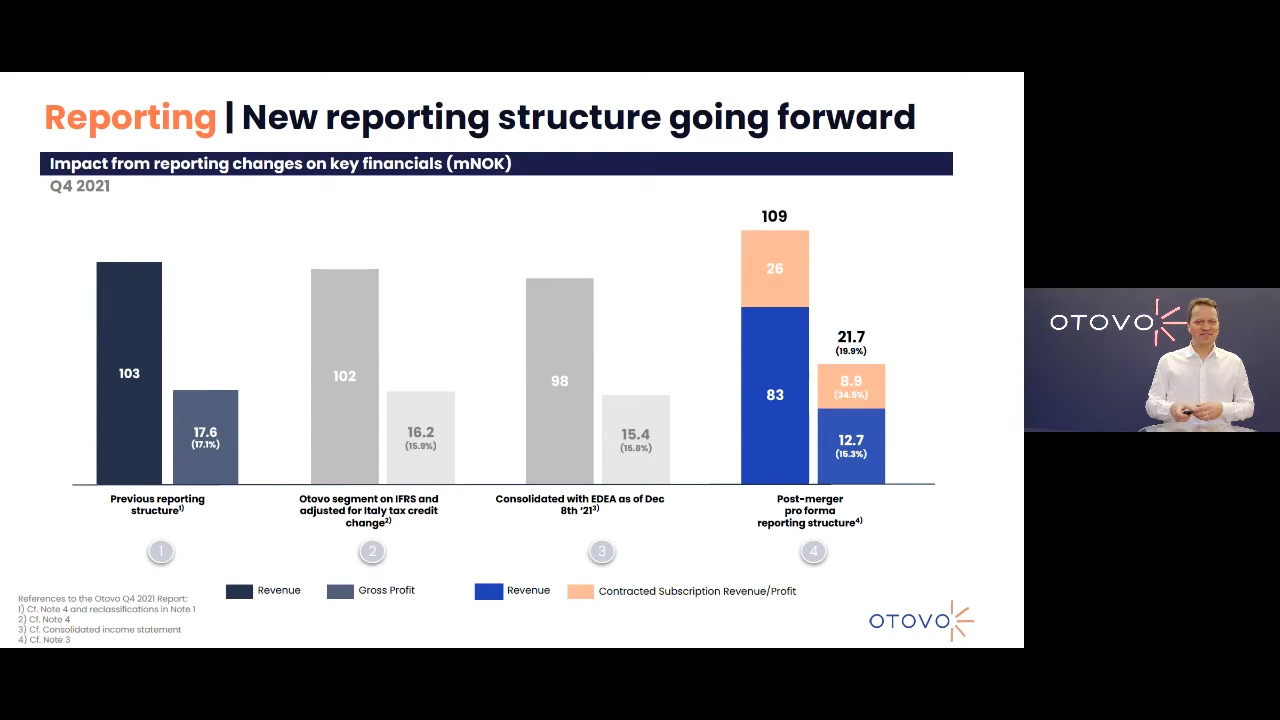 Reporting | New reporting structure going forward
Impact from reporting changes on key financials (mNOK)
Q4 2021
103
17.6
(17.1%)
Previous reporting
structure1)
1
102
16.2
(15.9%)
Otovo segment on IFRS and
adjusted for Italy tax credit
change2)
2
98
15.4
(15.8%)
Consolidated with EDEA as of Dec
8th '213)
3
109
26
83
21.7
(19.9%)
8.9
(34.5%)
12.7
(15.3%)
Post-merger
pro forma
reporting structure4)
4
Revenue
Gross Profit
Revenue
Contracted Subscription Revenue/Profit
References to the Otovo Q4 2021 Report:
1) Cf. Note 4 and reclassifications in Note 1
2) Cf. Note 4
3) Cf. Consolidated income statement
4) Cf. Note 3
OTOVO
OTOVO